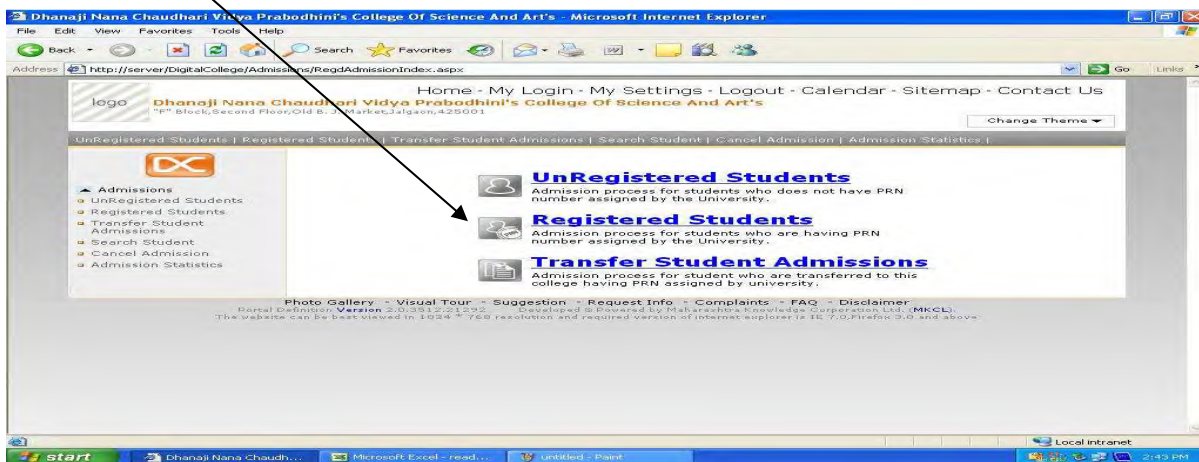 Dhanaji Nana Chaudhari Vidya Prabodhini's College Of Science And Art's - Microsoft Internet Explorer
File Edit View Favorites Tools Help
Back Search Favorites
Address http://server/DigitalCollege/Admissions/RegdAdmissionIndex.aspx Go Links
Home - My Login - My Settings - Logout - Calendar - Sitemap - Contact Us
logo
Dhanaji Nana Chaudhari Vidya Prabodhini's College Of Science And Art's
"F" Block,Second Floor,Old B. J. Market,Jalgaon,425001
Change Theme
UnRegistered Students | Registered Student | Transfer Student Admissions | Search Student | Cancel Admission | Admission Statistics |
DC
Admissions
UnRegistered Students
Registered Students
Transfer Student
Admissions
Search Student
Cancel Admission
Admission Statistics
UnRegistered Students
Admission process for students who does not have PRN
number assigned by the University.
Registered Students
Admission process for students who are having PRN
number assigned by the University.
Transfer Student Admissions
Admission process for student who are transferred to this
college having PRN assigned by university.
Photo Gallery - Visual Tour - Suggestion - Request Info - Complaints - FAQ - Disclaimer
Portal Definition Version 2.0.3512.21292 Developed & Powered by Maharashtra Knowledge Corporation Ltd. (MKCL).
The website can be best viewed in 1024 * 768 resolution and required version of internet explorer is IE 7.0,Firefox 3.0 and above
Local intranet
start Dhanaji Nana Chaudh... Microsoft Excel - read... untitled - Paint 2:43 PM